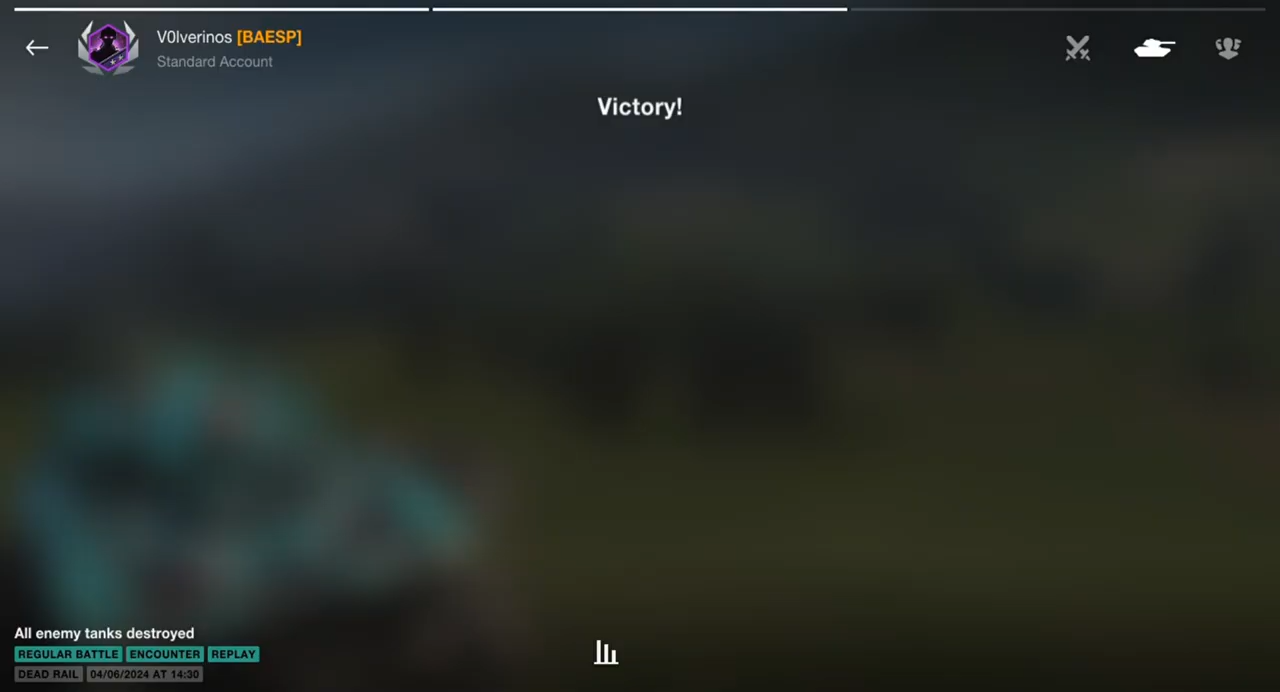 V0lverinos [BAESP]
Standard Account
Victory!
All enemy tanks destroyed
REGULAR BATTLE ENCOUNTER REPLAY
DEAD RAIL 04/06/2024 AT 14:30